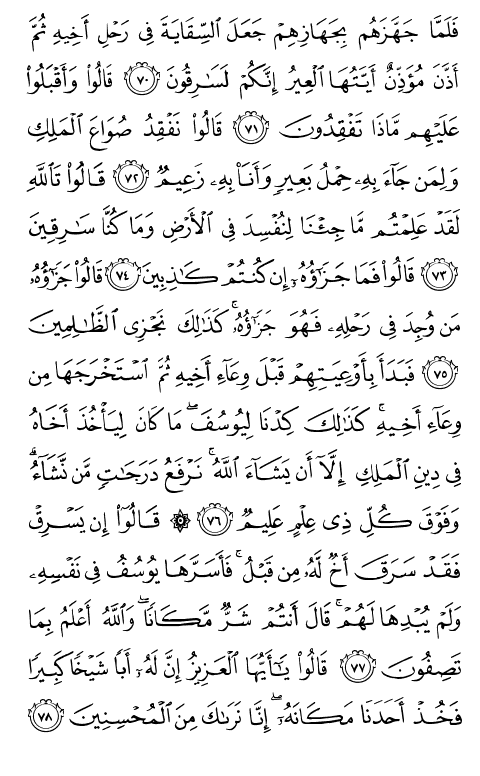 فَلَمَّا جَهَّزَهُم بِجَهَازِهِمۡ جَعَلَ ٱلسِّقَايَةَ فِي رَحۡلِ أَخِيهِ ثُمَّ
أَذَّنَ مُؤَذِّنٌ أَيَّتُهَا ٱلۡعِيرُ إِنَّكُمۡ لَسَٰرِقُونَ ٧٠ قَالُواْ وَأَقۡبَلُواْ
عَلَيۡهِم مَّاذَا تَفۡقِدُونَ ٧١ قَالُواْ نَفۡقِدُ صُوَاعَ ٱلۡمَلِكِ
وَلِمَن جَآءَ بِهِۦ حِمۡلُ بَعِيرٖ وَأَنَا۠ بِهِۦ زَعِيمٞ ٧٢ قَالُواْ تَٱللَّهِ
لَقَدۡ عَلِمۡتُم مَّا جِئۡنَا لِنُفۡسِدَ فِي ٱلۡأَرۡضِ وَمَا كُنَّا سَٰرِقِينَ
٧٣ قَالُواْ فَمَا جَزَٰٓؤُهُۥٓ إِن كُنتُمۡ كَٰذِبِينَ ٧٤ قَالُواْ جَزَٰٓؤُهُۥ
مَن وُجِدَ فِي رَحۡلِهِۦ فَهُوَ جَزَٰٓؤُهُۥۚ كَذَٰلِكَ نَجۡزِي ٱلظَّٰلِمِينَ
٧٥ فَبَدَأَ بِأَوۡعِيَتِهِمۡ قَبۡلَ وِعَآءِ أَخِيهِ ثُمَّ ٱسۡتَخۡرَجَهَا مِن
وِعَآءِ أَخِيهِۚ كَذَٰلِكَ كِدۡنَا لِيُوسُفَۖ مَا كَانَ لِيَأۡخُذَ أَخَاهُ
فِي دِينِ ٱلۡمَلِكِ إِلَّآ أَن يَشَآءَ ٱللَّهُۚ نَرۡفَعُ دَرَجَٰتٖ مَّن نَّشَآءُۗ
وَفَوۡقَ كُلِّ ذِي عِلۡمٍ عَلِيمٞ ٧٦ ۞ قَالُوٓاْ إِن يَسۡرِقۡ
فَقَدۡ سَرَقَ أَخٞ لَّهُۥ مِن قَبۡلُۚ فَأَسَرَّهَا يُوسُفُ فِي نَفۡسِهِۦ
وَلَمۡ يُبۡدِهَا لَهُمۡۚ قَالَ أَنتُمۡ شَرّٞ مَّكَانٗاۖ وَٱللَّهُ أَعۡلَمُ بِمَا
تَصِفُونَ ٧٧ قَالُواْ يَٰٓأَيُّهَا ٱلۡعَزِيزُ إِنَّ لَهُۥٓ أَبٗا شَيۡخٗا كَبِيرٗا
فَخُذۡ أَحَدَنَا مَكَانَهُۥٓۖ إِنَّا نَرَىٰكَ مِنَ ٱلۡمُحۡسِنِينَ ٧٨